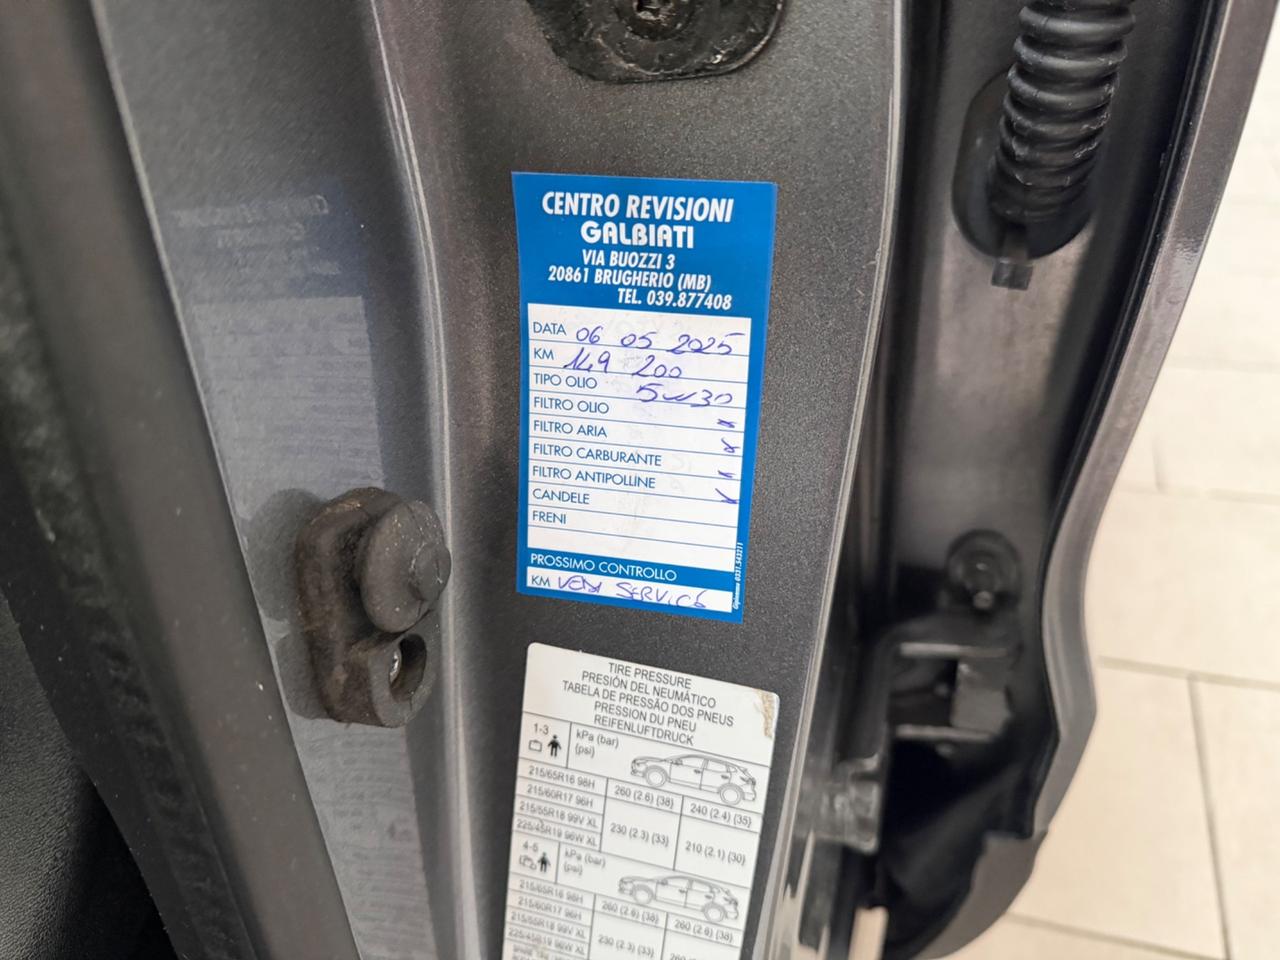 CENTRO REVISIONI
GALBIATI
VIA BUOZZI 3
20861 BRUGHERIO (MB)
TEL. 039.877408
DATA 06 05 2025
KM 149 200
TIPO OLIO 5W30
FILTRO OLIO x
FILTRO ARIA x
FILTRO CARBURANTE x
FILTRO ANTIPOLLINE x
CANDELE
FRENI
PROSSIMO CONTROLLO
KM VEDI SERVICE
TIRE PRESSURE
PRESIÓN DEL NEUMÁTICO
TABELA DE PRESSÃO DOS PNEUS
PRESSION DU PNEU
REIFENLUFTDRUCK
1-3 kPa (bar)
(psi)
215/65R16 98H 260 (2.6) (38) 240 (2.4) (35)
215/60R17 96H
215/55R18 99V XL 230 (2.3) (33) 210 (2.1) (30)
225/45R19 96W XL
4-5 kPa (bar)
(psi)
215/65R16 98H 260 (2.6) (38) 260 (2.6) (38)
215/60R17 96H
215/55R18 99V XL 230 (2.3) (33)
225/45R19 96W XL